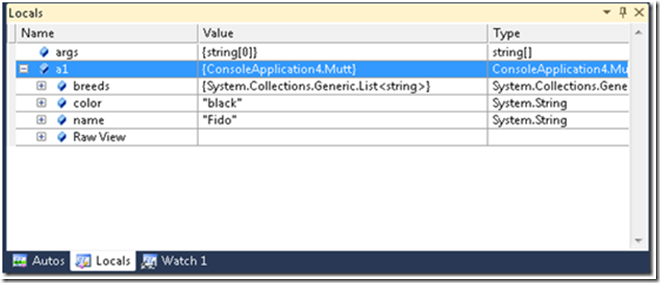 Locals
Name Value Type
args {string[0]} string[]
a1 {ConsoleApplication4.Mutt} ConsoleApplication4.Mu
breeds {System.Collections.Generic.List<string>} System.Collections.Gene
color "black" System.String
name "Fido" System.String
Raw View
Autos Locals Watch 1